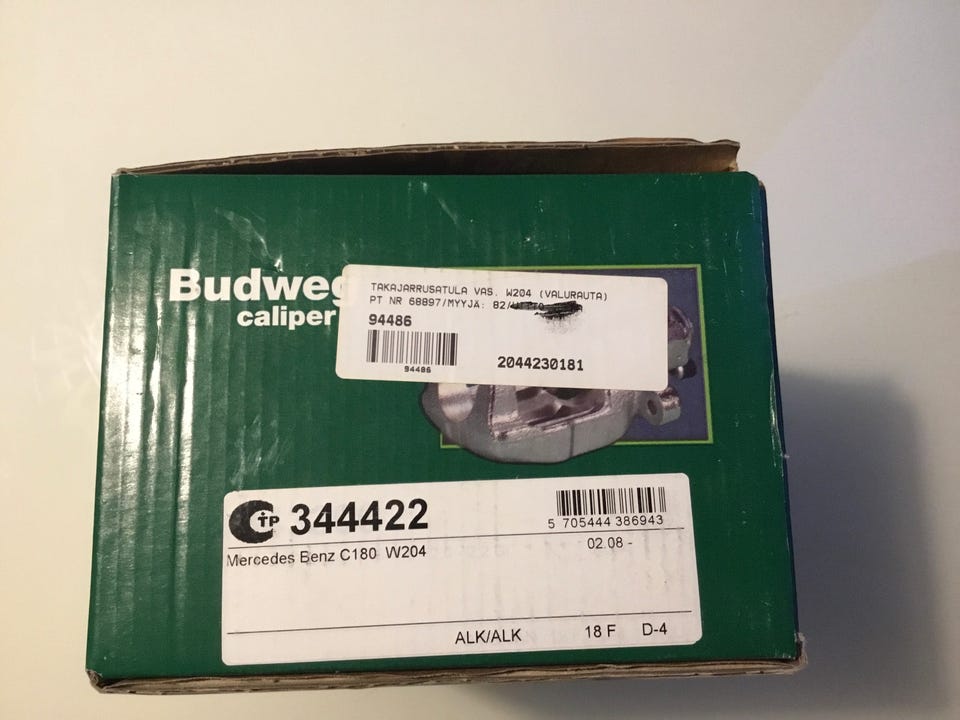 Budweg
caliper
TAKAJARRUSATULA VAS. W204 (VALURAUTA)
PT NR 68897/MYYJÄ: 82/
94486
94486
2044230181
TP 344422
5 705444 386943
Mercedes Benz C180 W204
02.08 -
ALK/ALK 18 F D-4